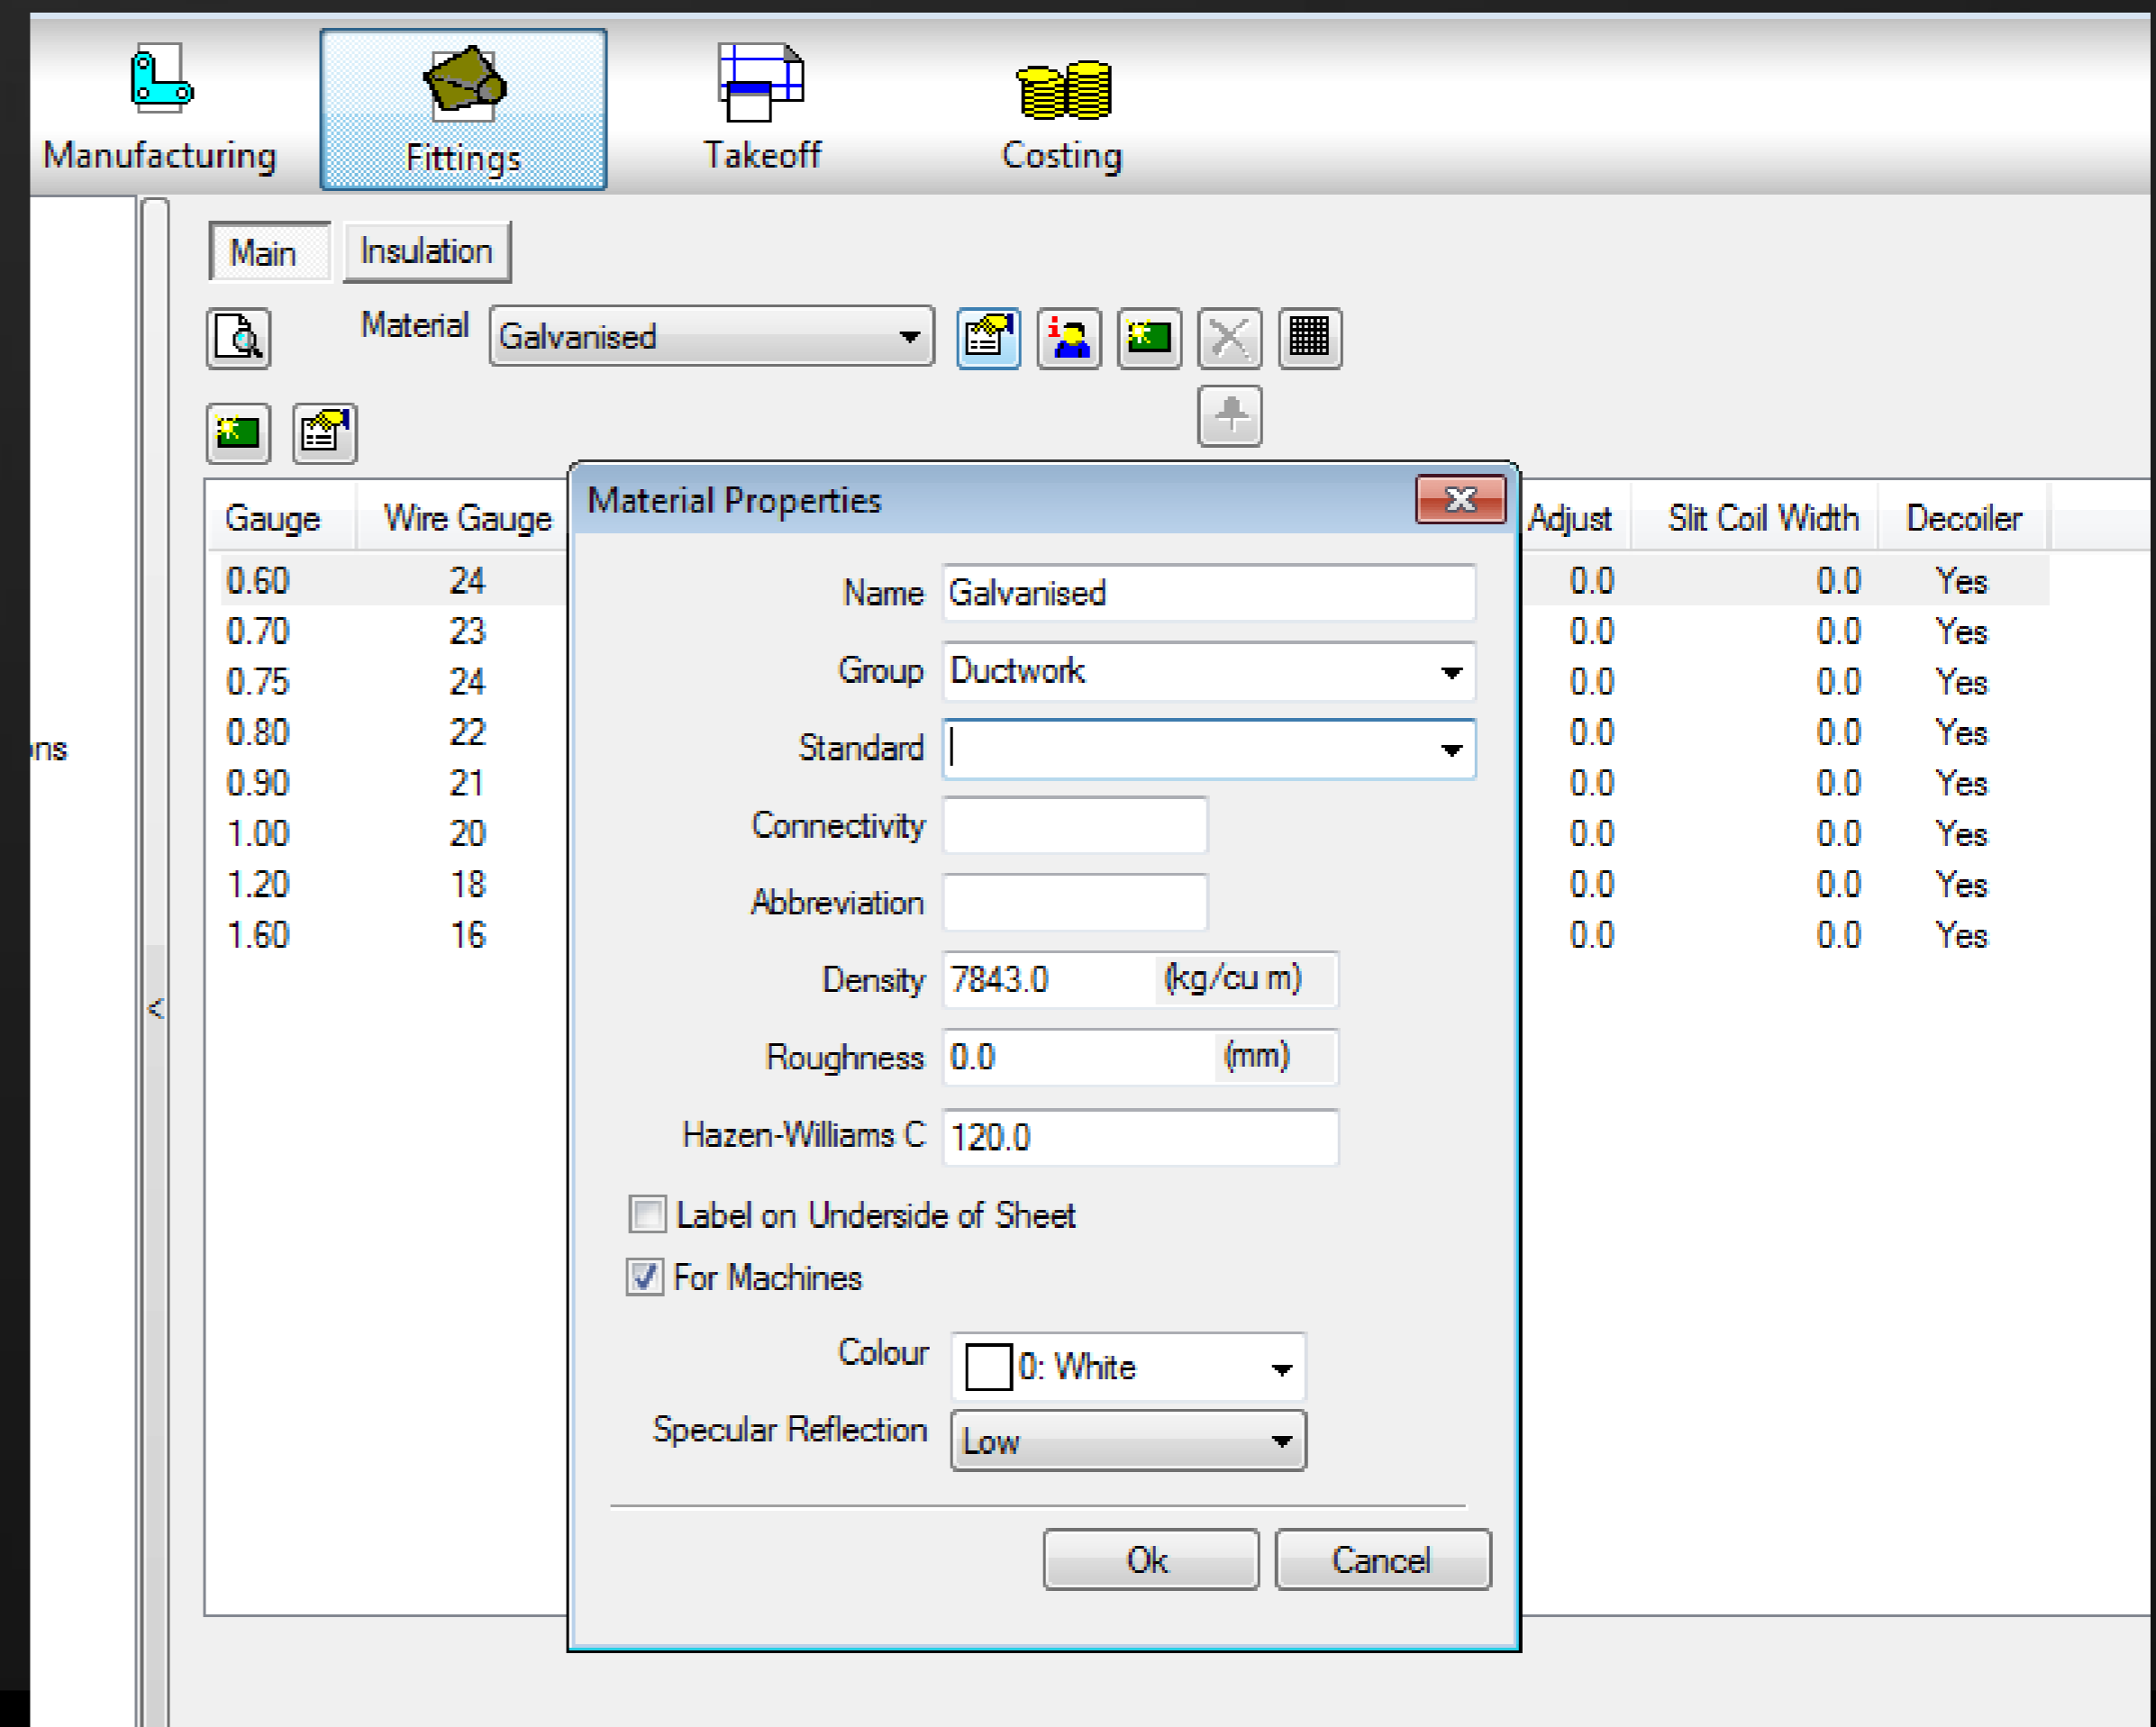 Manufacturing Fittings Takeoff Costing
Main Insulation
Material Galvanised
Gauge Wire Gauge Adjust Slit Coil Width Decoiler
0.60 24 0.0 0.0 Yes
0.70 23 0.0 0.0 Yes
0.75 24 0.0 0.0 Yes
0.80 22 0.0 0.0 Yes
0.90 21 0.0 0.0 Yes
1.00 20 0.0 0.0 Yes
1.20 18 0.0 0.0 Yes
1.60 16 0.0 0.0 Yes
<
Material Properties
Name Galvanised
Group Ductwork
Standard
Connectivity
Abbreviation
Density 7843.0 (kg/cu m)
Roughness 0.0 (mm)
Hazen-Williams C 120.0
Label on Underside of Sheet
For Machines
Colour 0: White
Specular Reflection Low
Ok Cancel